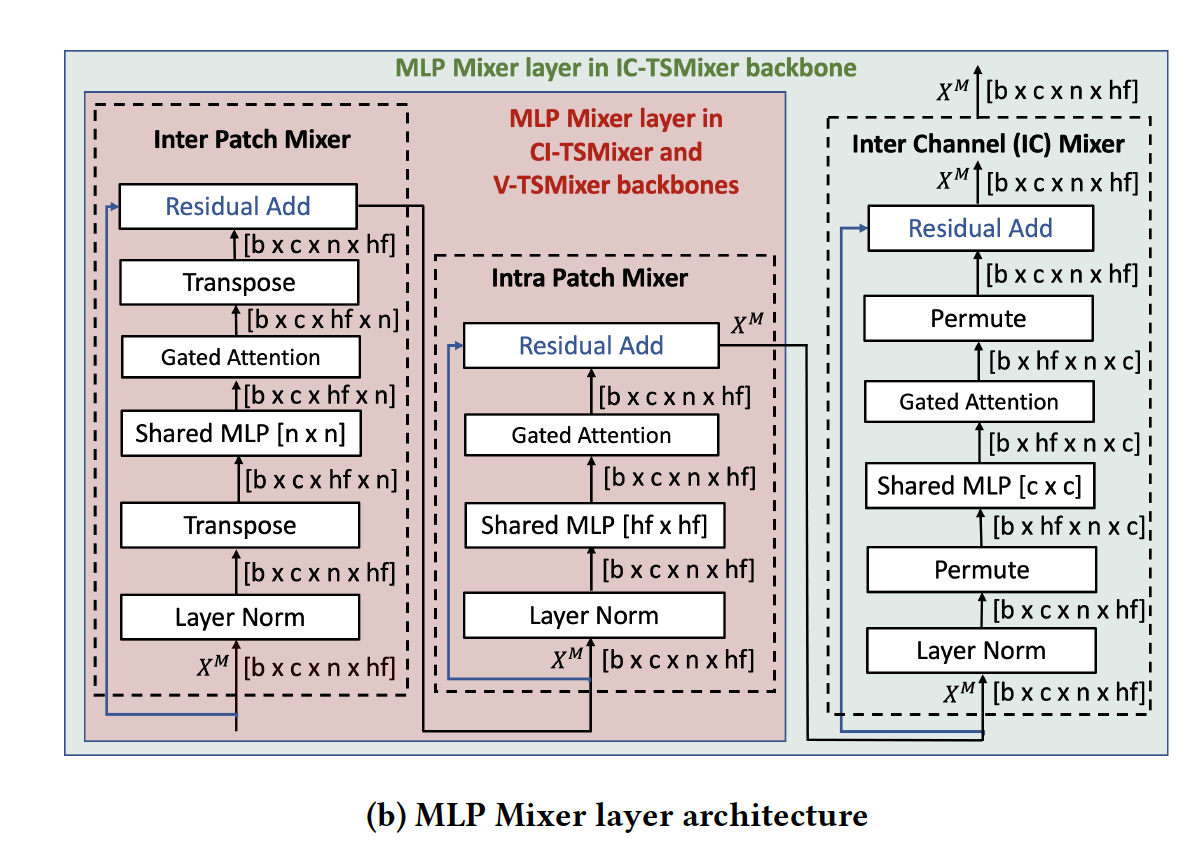 MLP Mixer layer in IC-TSMixer backbone
MLP Mixer layer in
CI-TSMixer and
V-TSMixer backbones
Inter Patch Mixer
Residual Add
[b x c x n x hf]
Transpose
[b x c x hf x n]
Gated Attention
[b x c x hf x n]
Shared MLP [n x n]
[b x c x hf x n]
Transpose
[b x c x n x hf]
Layer Norm
X^M [b x c x n x hf]
Intra Patch Mixer
Residual Add
X^M
[b x c x n x hf]
Gated Attention
[b x c x n x hf]
Shared MLP [hf x hf]
[b x c x n x hf]
Layer Norm
X^M [b x c x n x hf]
X^M [b x c x n x hf]
Inter Channel (IC) Mixer
X^M [b x c x n x hf]
Residual Add
[b x c x n x hf]
Permute
[b x hf x n x c]
Gated Attention
[b x hf x n x c]
Shared MLP [c x c]
[b x hf x n x c]
Permute
[b x c x n x hf]
Layer Norm
X^M [b x c x n x hf]
(b) MLP Mixer layer architecture